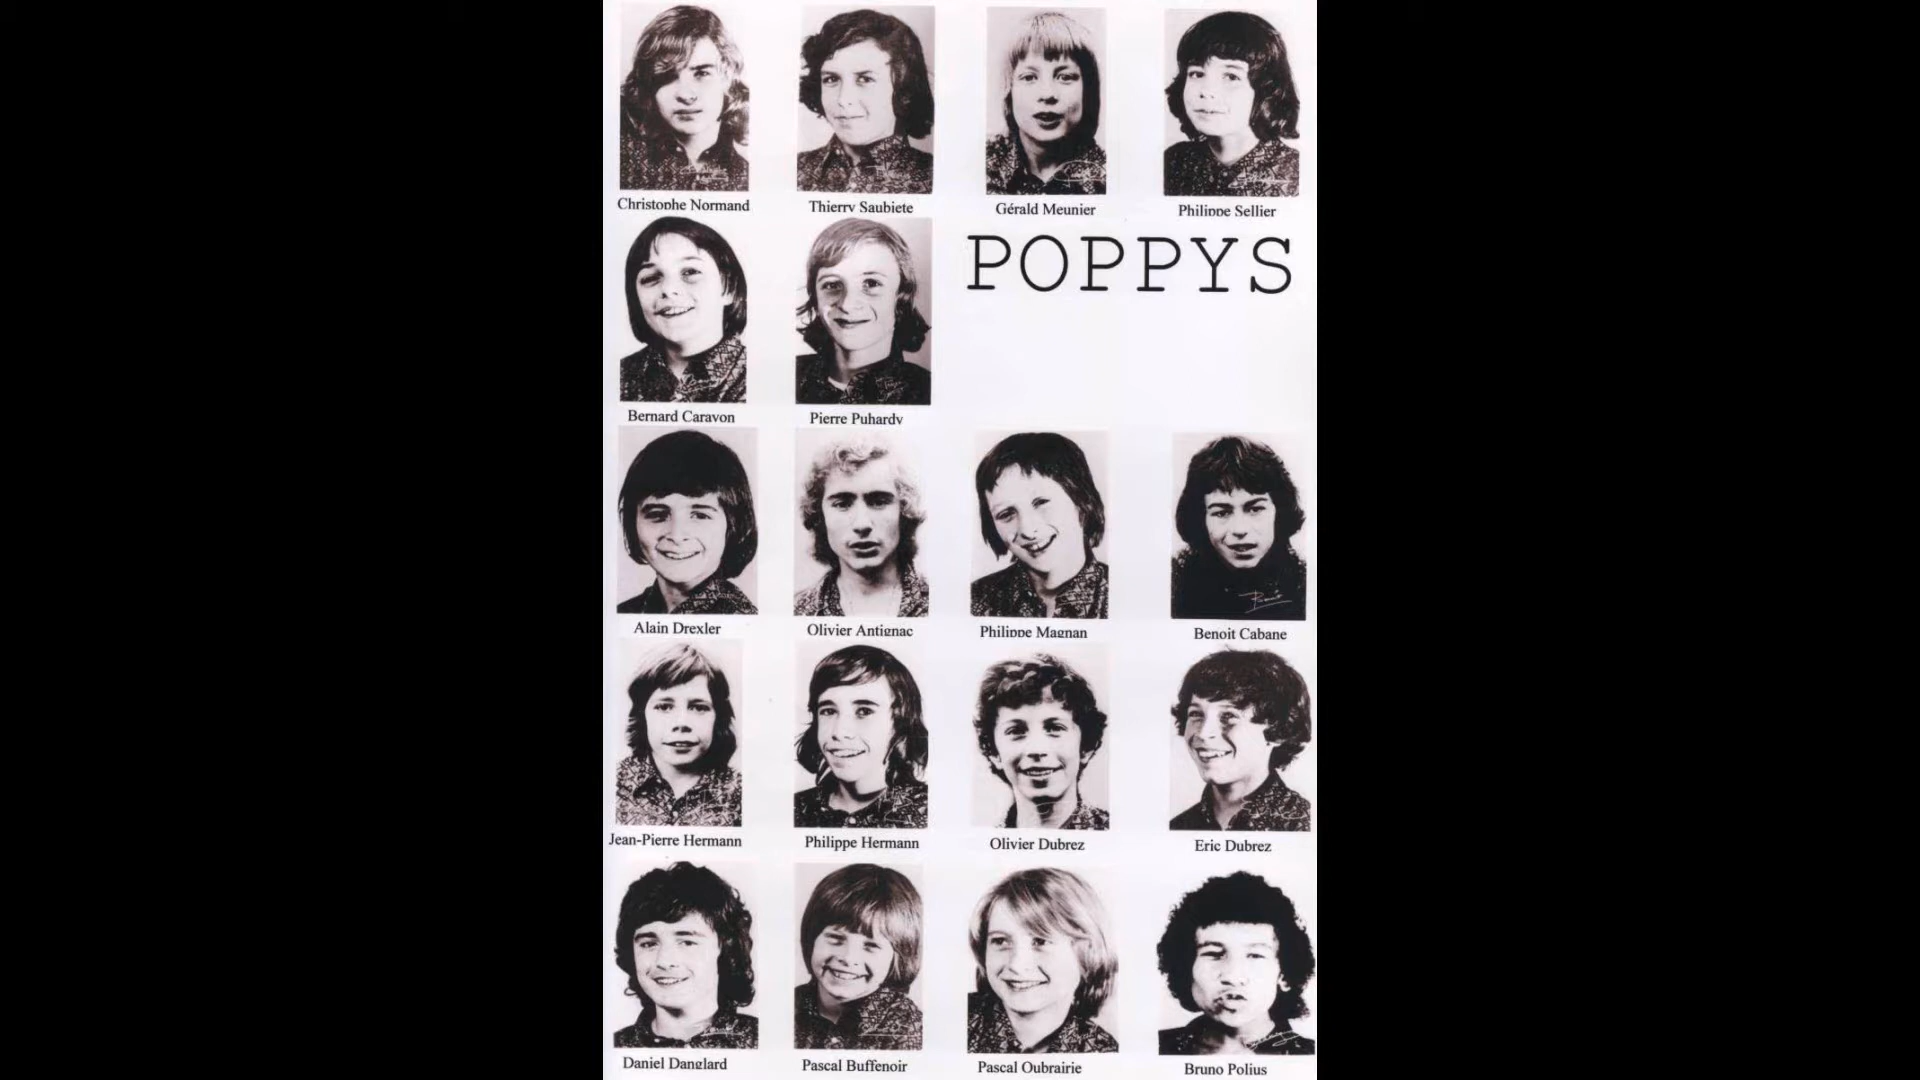 Christophe Normand
Thierry Saubiete
Gérald Meunier
Philippe Sellier
POPPYS
Bernard Caravon
Pierre Puhardy
Alain Drexler
Olivier Antignac
Philippe Magnan
Benoit Cabane
Jean-Pierre Hermann
Philippe Hermann
Olivier Dubrez
Eric Dubrez
Daniel Danglard
Pascal Buffenoir
Pascal Oubrairie
Bruno Polius